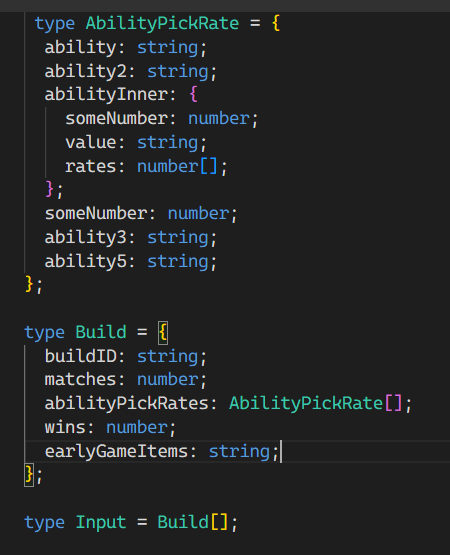 type AbilityPickRate = {
ability: string;
ability2: string;
abilityInner: {
someNumber: number;
value: string;
rates: number[];
};
someNumber: number;
ability3: string;
ability5: string;
};
type Build = {
buildID: string;
matches: number;
abilityPickRates: AbilityPickRate[];
wins: number;
earlyGameItems: string;
};
type Input = Build[];